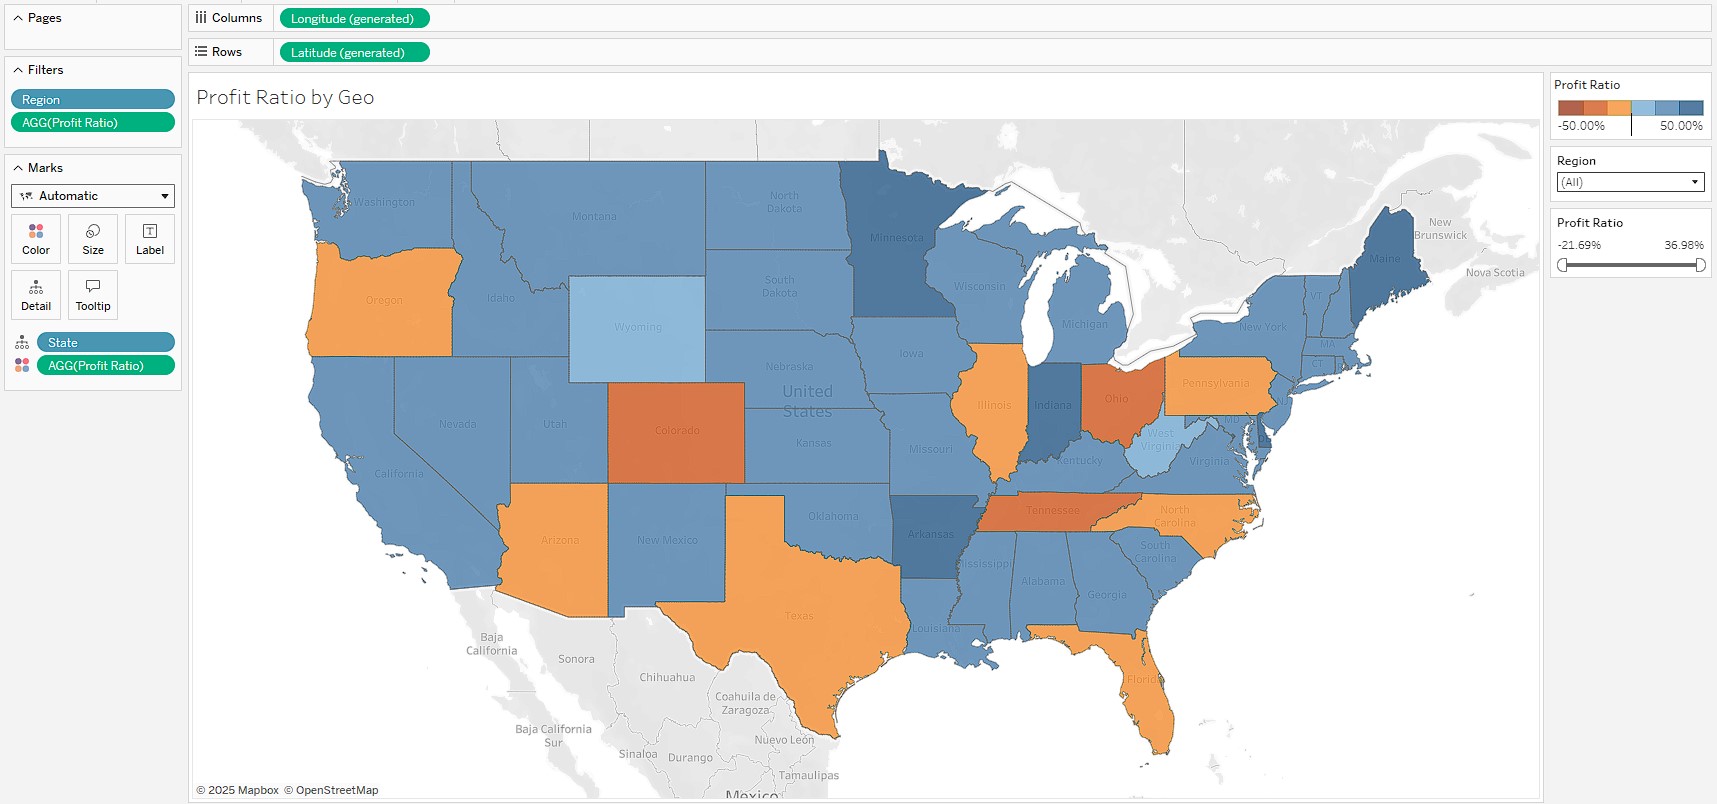 Pages
Columns
Longitude (generated)
Rows
Latitude (generated)
Filters
Region
AGG(Profit Ratio)
Marks
Automatic
Color
Size
Label
Detail
Tooltip
State
AGG(Profit Ratio)
Profit Ratio by Geo
Washington
Montana
North
Dakota
Minnesota
Maine
New
Brunswick
Nova Scotia
Oregon
Idaho
South
Dakota
Wisconsin
VT
Wyoming
Michigan
New York
MA
Iowa
CT
Nebraska
United
States
Pennsylvania
NJ
Ohio
Illinois
Indiana
MD
Nevada
Utah
Colorado
Kansas
West
Virginia
DE
Missouri
Kentucky
Virginia
California
Tennessee
North
Carolina
Oklahoma
Arkansas
Arizona
New Mexico
South
Carolina
Mississippi
Alabama
Georgia
Texas
Louisiana
Baja
California
Sonora
Chihuahua
Florida
Coahuila de
Zaragoza
Baja California
Sur
Nuevo León
Sinaloa
Durango
Tamaulipas
Mexico
© 2025 Mapbox © OpenStreetMap
Profit Ratio
-50.00% 50.00%
Region
(All)
Profit Ratio
-21.69% 36.98%